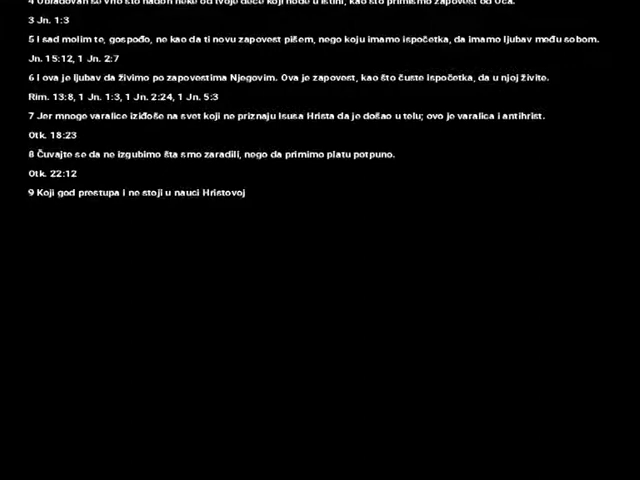 4 Obradovah se vrlo što nađoh neke od tvoje dece koji hode u istini, kao što primismo zapovest od Oca.
3 Jn. 1:3
5 I sad molim te, gospođo, ne kao da ti novu zapovest pišem, nego koju imamo ispočetka, da imamo ljubav među sobom.
Jn. 15:12, 1 Jn. 2:7
6 I ova je ljubav da živimo po zapovestima Njegovim. Ova je zapovest, kao što čuste ispočetka, da u njoj živite.
Rim. 13:8, 1 Jn. 1:3, 1 Jn. 2:24, 1 Jn. 5:3
7 Jer mnoge varalice iziđoše na svet koji ne priznaju Isusa Hrista da je došao u telu; ovo je varalica i antihrist.
Otk. 18:23
8 Čuvajte se da ne izgubimo šta smo zaradili, nego da primimo platu potpuno.
Otk. 22:12
9 Koji god prestupa i ne stoji u nauci Hristovoj